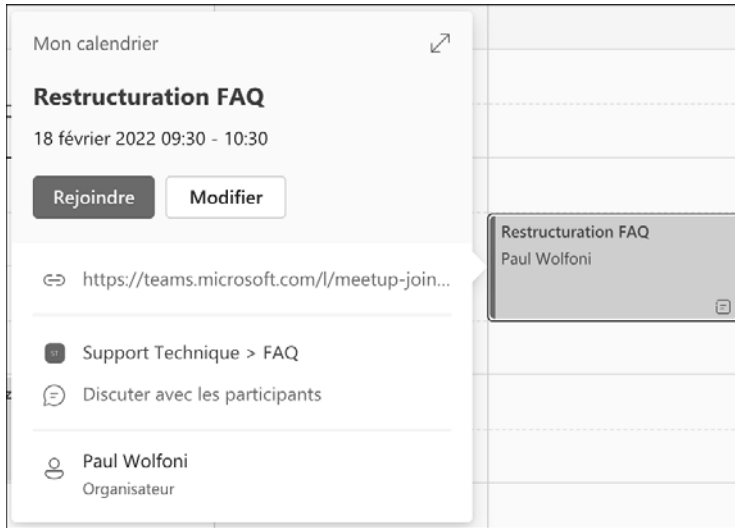 Mon calendrier
Restructuration FAQ
18 février 2022 09:30 - 10:30
Rejoindre
Modifier
https://teams.microsoft.com/l/meetup-join...
ST
Support Technique > FAQ
Discuter avec les participants
Paul Wolfoni
Organisateur
Restructuration FAQ
Paul Wolfoni